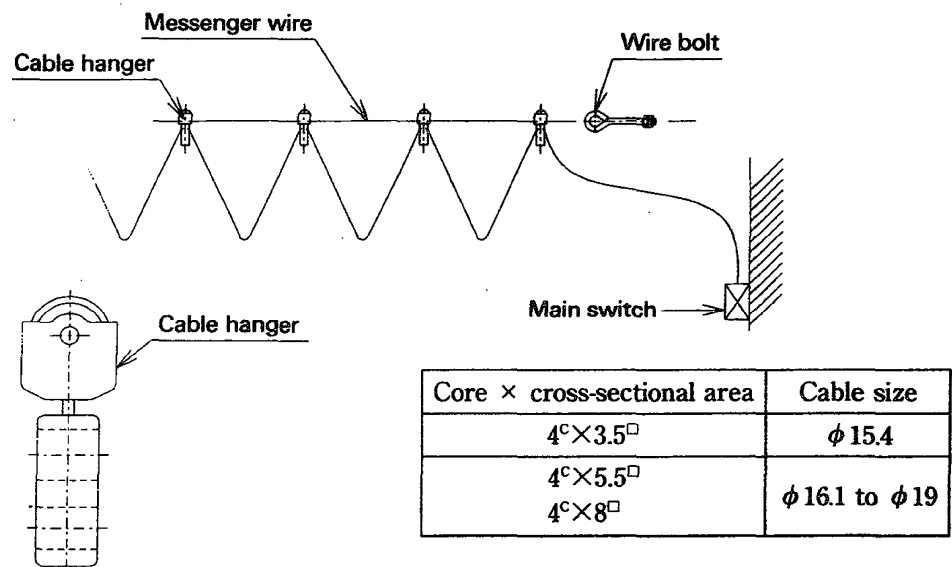 Messenger wire
Cable hanger
Wire bolt
Main switch
Cable hanger
Core × cross-sectional area Cable size
4ᶜ×3.5□ ϕ15.4
4ᶜ×5.5□
4ᶜ×8□
ϕ16.1 to ϕ19